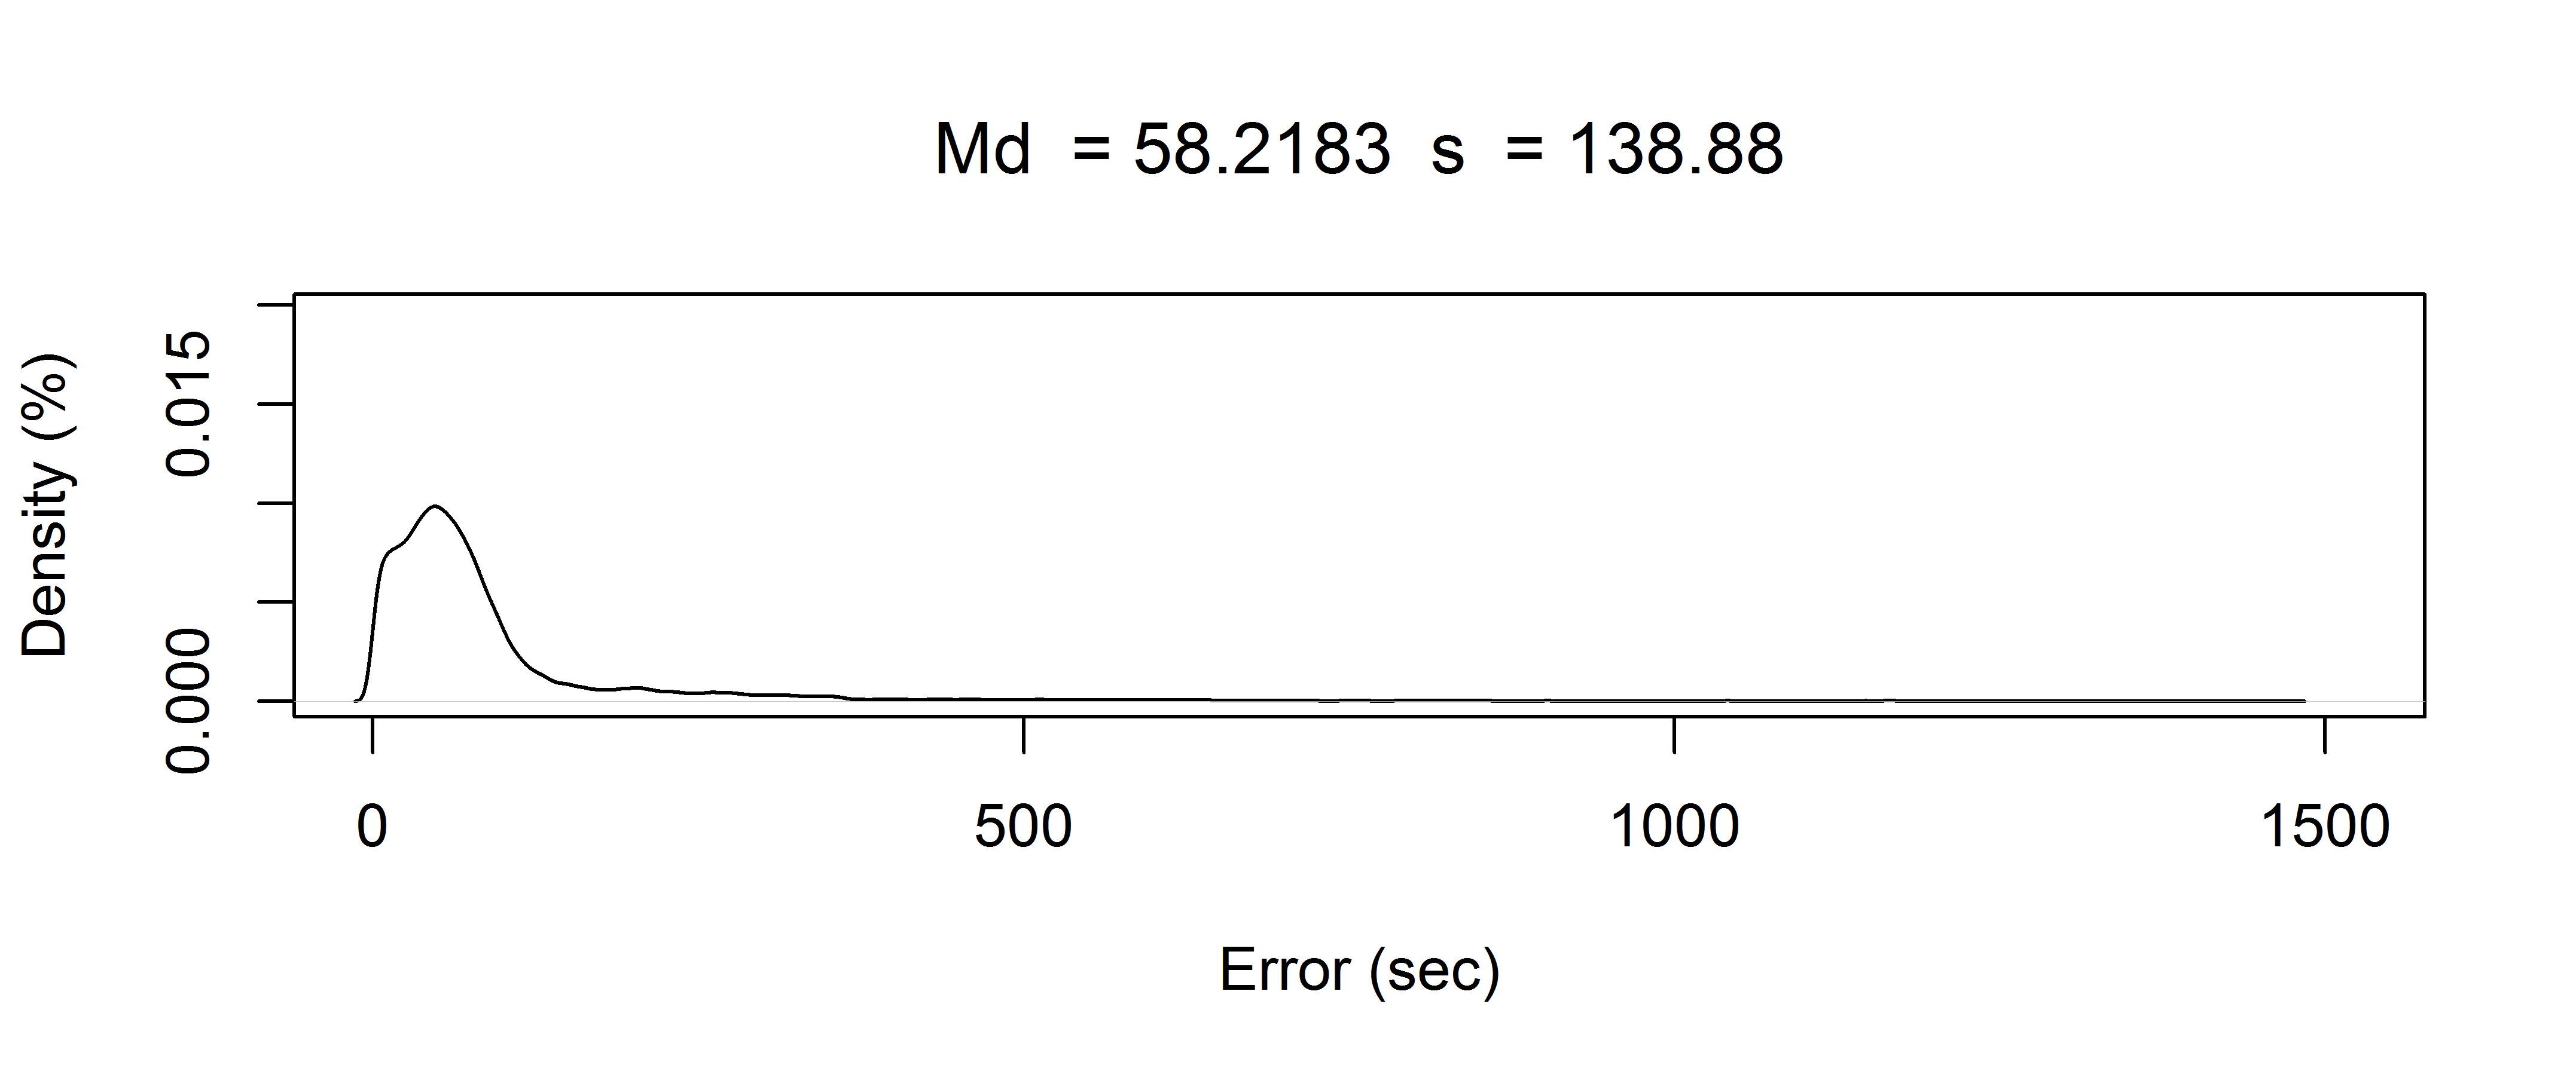 Md = 58.2183 s = 138.88
Density (%)
0.015
0.000
0 500 1000 1500
Error (sec)